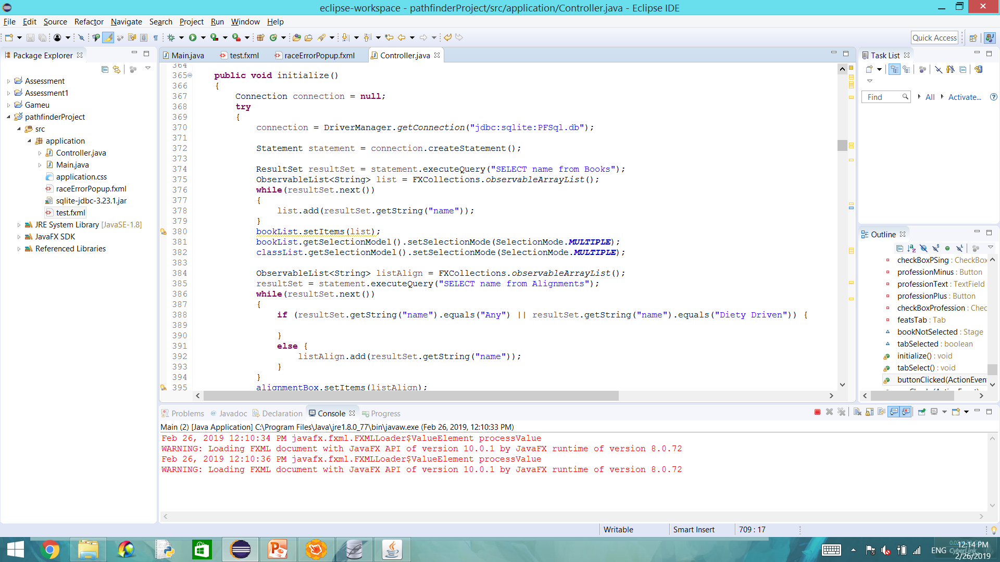 eclipse-workspace - pathfinderProject/src/application/Controller.java - Eclipse IDE
File Edit Source Refactor Navigate Search Project Run Window Help
Quick Access
Package Explorer
Assessment
Assessment1
Gameu
pathfinderProject
src
application
Controller.java
Main.java
application.css
raceErrorPopup.fxml
sqlite-jdbc-3.23.1.jar
test.fxml
JRE System Library [JavaSE-1.8]
JavaFX SDK
Referenced Libraries
Main.java test.fxml raceErrorPopup.fxml Controller.java
364
365 public void initialize()
366 {
367 Connection connection = null;
368 try
369 {
370 connection = DriverManager.getConnection("jdbc:sqlite:PFSql.db");
371
372 Statement statement = connection.createStatement();
373
374 ResultSet resultSet = statement.executeQuery("SELECT name from Books");
375 ObservableList<String> list = FXCollections.observableArrayList();
376 while(resultSet.next())
377 {
378 list.add(resultSet.getString("name"));
379 }
380 bookList.setItems(list);
381 bookList.getSelectionModel().setSelectionMode(SelectionMode.MULTIPLE);
382 classList.getSelectionModel().setSelectionMode(SelectionMode.MULTIPLE);
383
384 ObservableList<String> listAlign = FXCollections.observableArrayList();
385 resultSet = statement.executeQuery("SELECT name from Alignments");
386 while(resultSet.next())
387 {
388 if (resultSet.getString("name").equals("Any") || resultSet.getString("name").equals("Diety Driven")) {
389
390 }
391 else {
392 listAlign.add(resultSet.getString("name"));
393 }
394 }
395 alignmentBox.setItems(listAlign);
Task List
Find All Activate...
Outline
checkBoxPSing : CheckBox
professionMinus : Button
professionText : TextField
professionPlus : Button
checkBoxProfession : Chec
featsTab : Tab
bookNotSelected : Stage
tabSelected : boolean
initialize() : void
tabSelect() : void
buttonClicked(ActionEven
Problems Javadoc Declaration Console Progress
Main (2) [Java Application] C:\Program Files\Java\jre1.8.0_77\bin\javaw.exe (Feb 26, 2019, 12:10:33 PM)
Feb 26, 2019 12:10:34 PM javafx.fxml.FXMLLoader$ValueElement processValue
WARNING: Loading FXML document with JavaFX API of version 10.0.1 by JavaFX runtime of version 8.0.72
Feb 26, 2019 12:10:36 PM javafx.fxml.FXMLLoader$ValueElement processValue
WARNING: Loading FXML document with JavaFX API of version 10.0.1 by JavaFX runtime of version 8.0.72
Writable Smart Insert 709 : 17
ENG
12:14 PM
CyberLink
2/26/2019